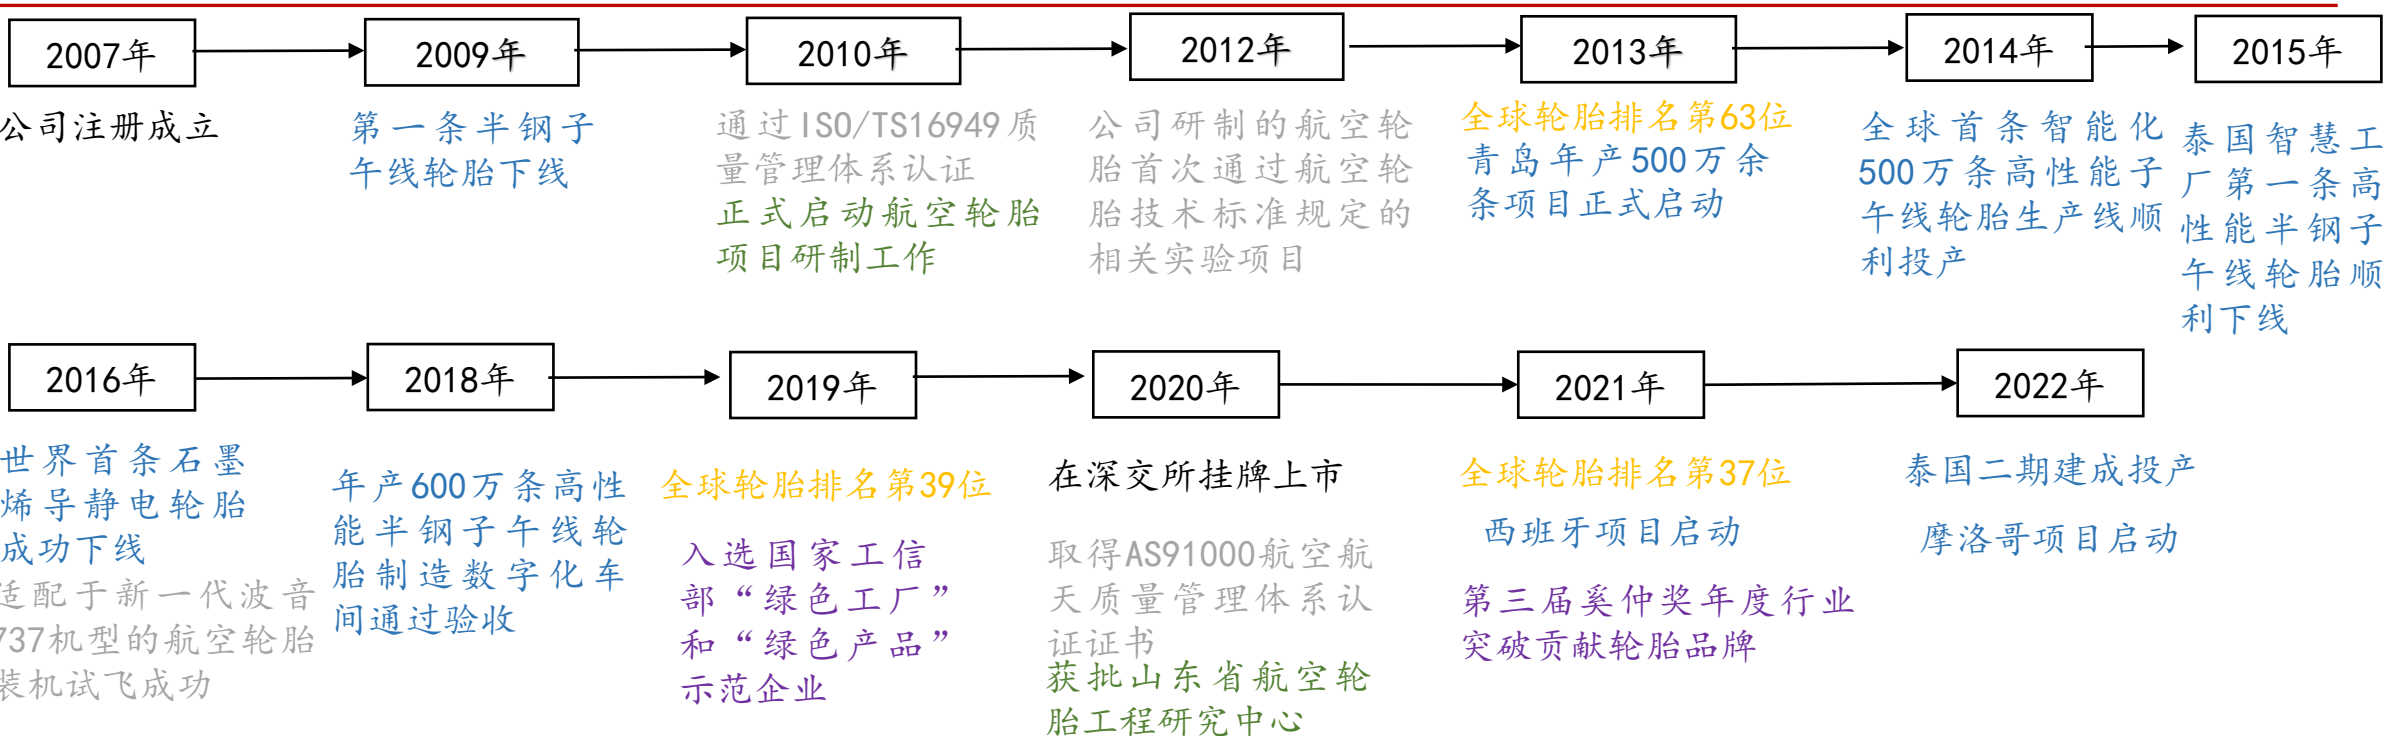 2007年
2009年
2010年
2012年
2013年
2014年
2015年
公司注册成立
第一条半钢子
午线轮胎下线
通过ISO/TS16949质
量管理体系认证
正式启动航空轮胎
项目研制工作
公司研制的航空轮
胎首次通过航空轮
胎技术标准规定的
相关实验项目
全球轮胎排名第63位
青岛年产500万余
条项目正式启动
全球首条智能化
500万条高性能子
午线轮胎生产线顺
利投产
泰国智慧工
厂第一条高
性能半钢子
午线轮胎顺
利下线
2016年
2018年
2019年
2020年
2021年
2022年
世界首条石墨
烯导静电轮胎
成功下线
适配于新一代波音
737机型的航空轮胎
装机试飞成功
年产600万条高性
能半钢子午线轮
胎制造数字化车
间通过验收
全球轮胎排名第39位
入选国家工信
部“绿色工厂”
和“绿色产品”
示范企业
在深交所挂牌上市
取得AS91000航空航
天质量管理体系认
证证书
获批山东省航空轮
胎工程研究中心
全球轮胎排名第37位
西班牙项目启动
第三届奚仲奖年度行业
突破贡献轮胎品牌
泰国二期建成投产
摩洛哥项目启动